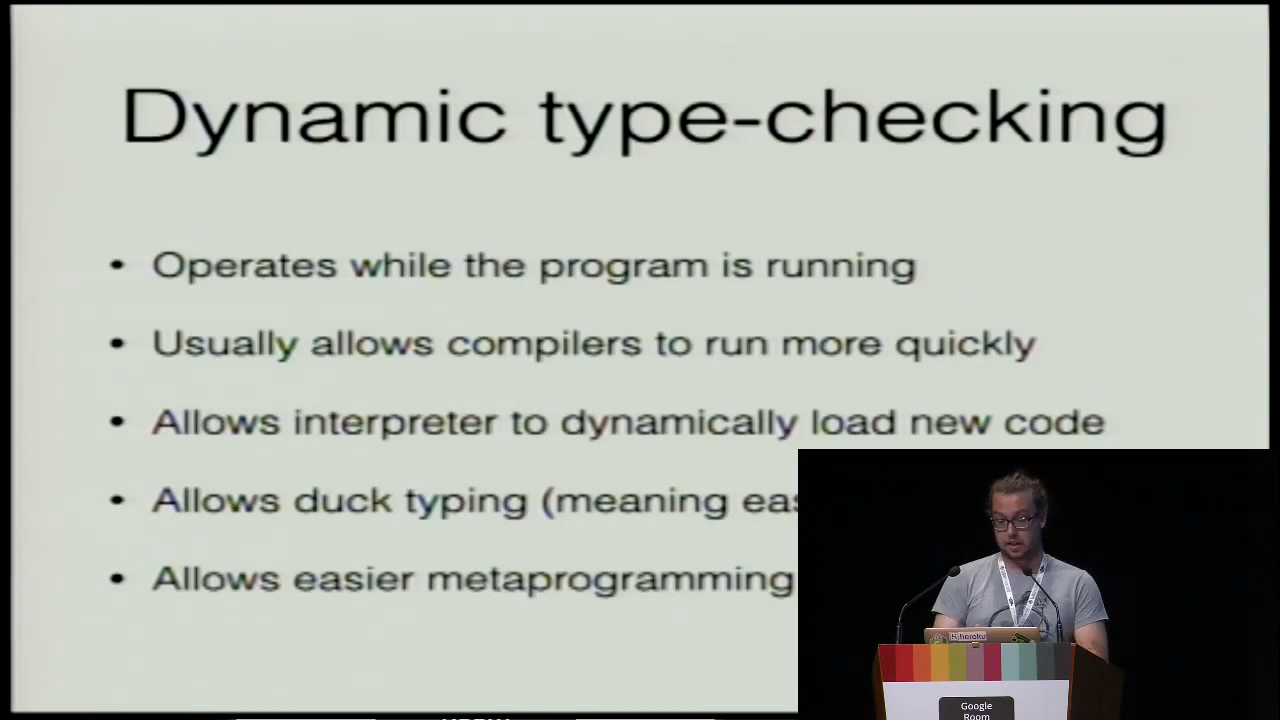 Dynamic type-checking
• Operates while the program is running
• Usually allows compilers to run more quickly
• Allows interpreter to dynamically load new code
• Allows duck typing (meaning eas
• Allows easier metaprogramming
heroku
Google
Room